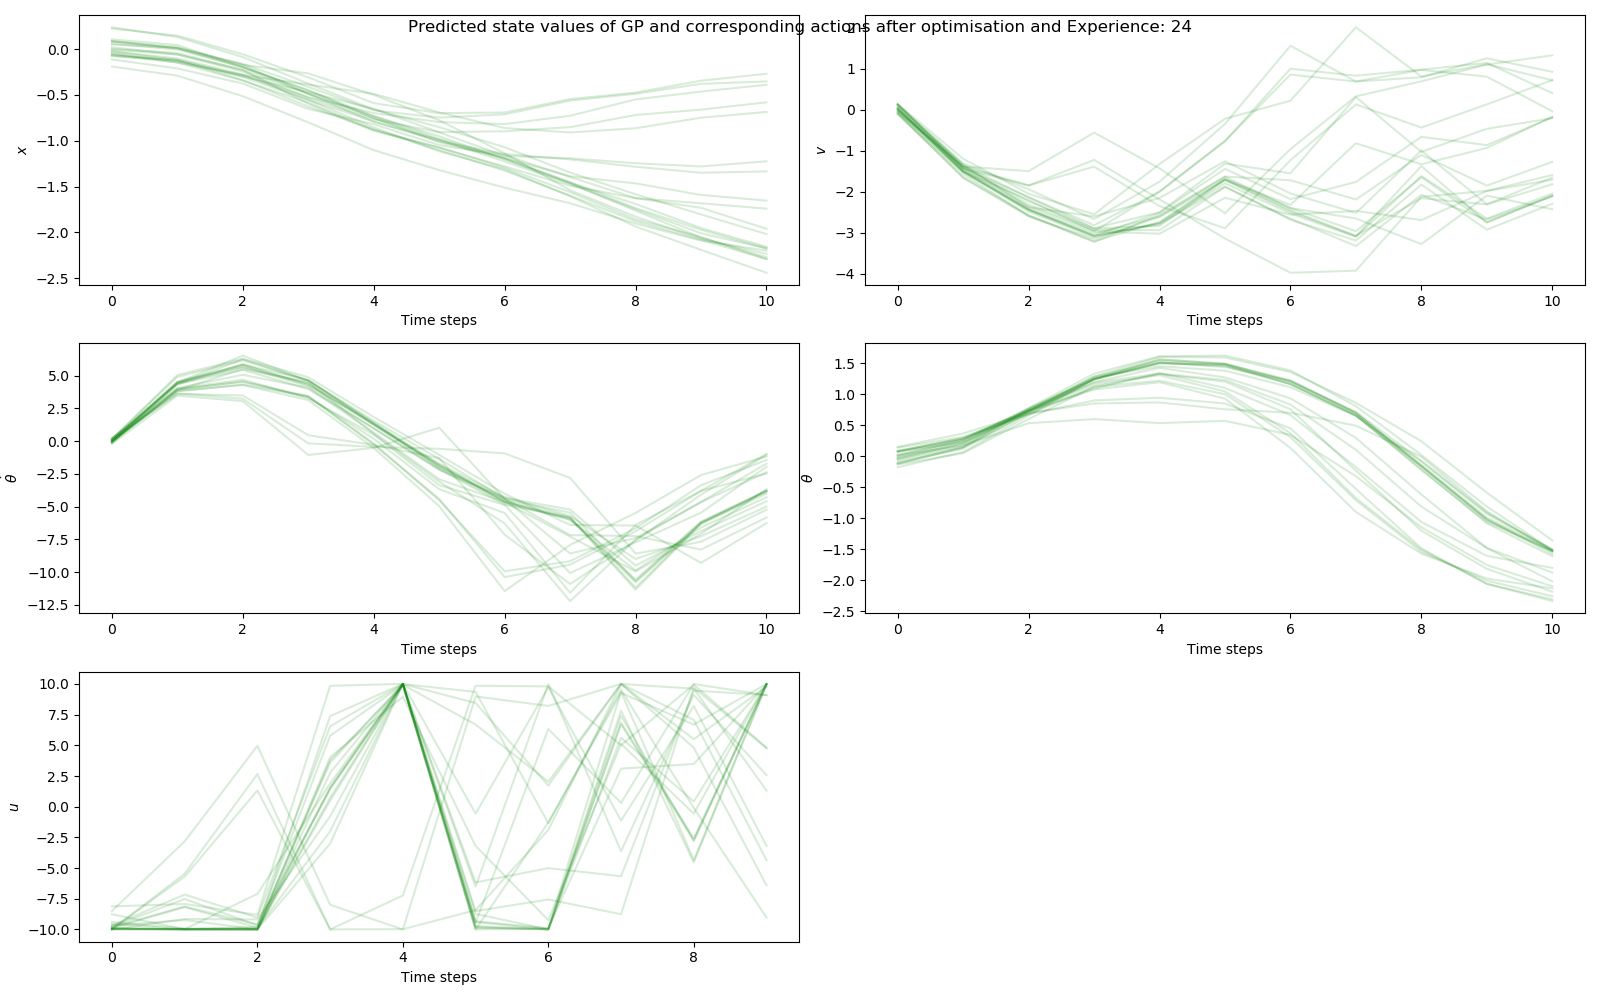 Predicted state values of GP and corresponding actions after optimisation and Experience: 24
0.0
−0.5
−1.0
−1.5
−2.0
−2.5
x
0 2 4 6 8 10
Time steps
2
1
0
−1
−2
−3
−4
v
0 2 4 6 8 10
Time steps
5.0
2.5
0.0
−2.5
−5.0
−7.5
−10.0
−12.5
θ̇
0 2 4 6 8 10
Time steps
1.5
1.0
0.5
0.0
−0.5
−1.0
−1.5
−2.0
−2.5
θ
0 2 4 6 8 10
Time steps
10.0
7.5
5.0
2.5
0.0
−2.5
−5.0
−7.5
−10.0
u
0 2 4 6 8
Time steps